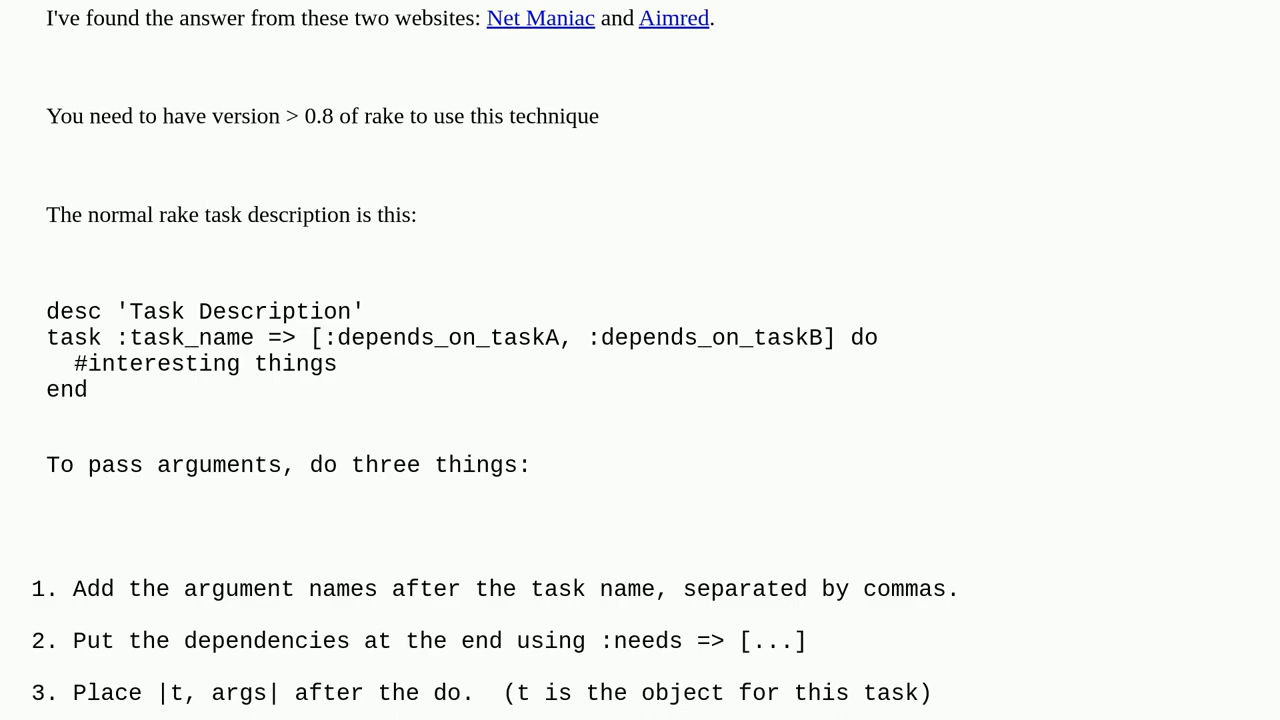 I've found the answer from these two websites: Net Maniac and Aimred.
You need to have version > 0.8 of rake to use this technique
The normal rake task description is this:
desc 'Task Description'
task :task_name => [:depends_on_taskA, :depends_on_taskB] do
  #interesting things
end
To pass arguments, do three things:
1. Add the argument names after the task name, separated by commas.
2. Put the dependencies at the end using :needs => [...]
3. Place |t, args| after the do.  (t is the object for this task)